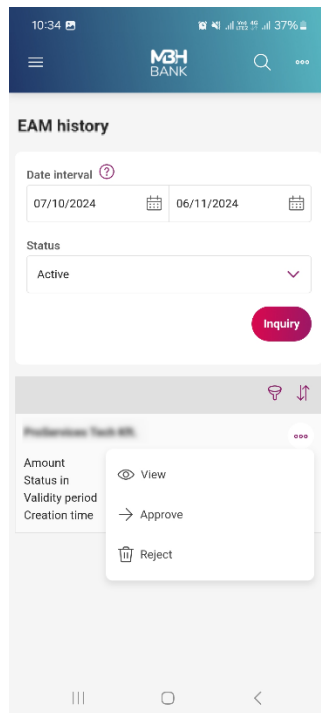 10:34 37%
MBH
BANK
EAM history
Date interval ?
07/10/2024 06/11/2024
Status
Active
Inquiry
Amount
Status in
Validity period
Creation time
View
Approve
Reject